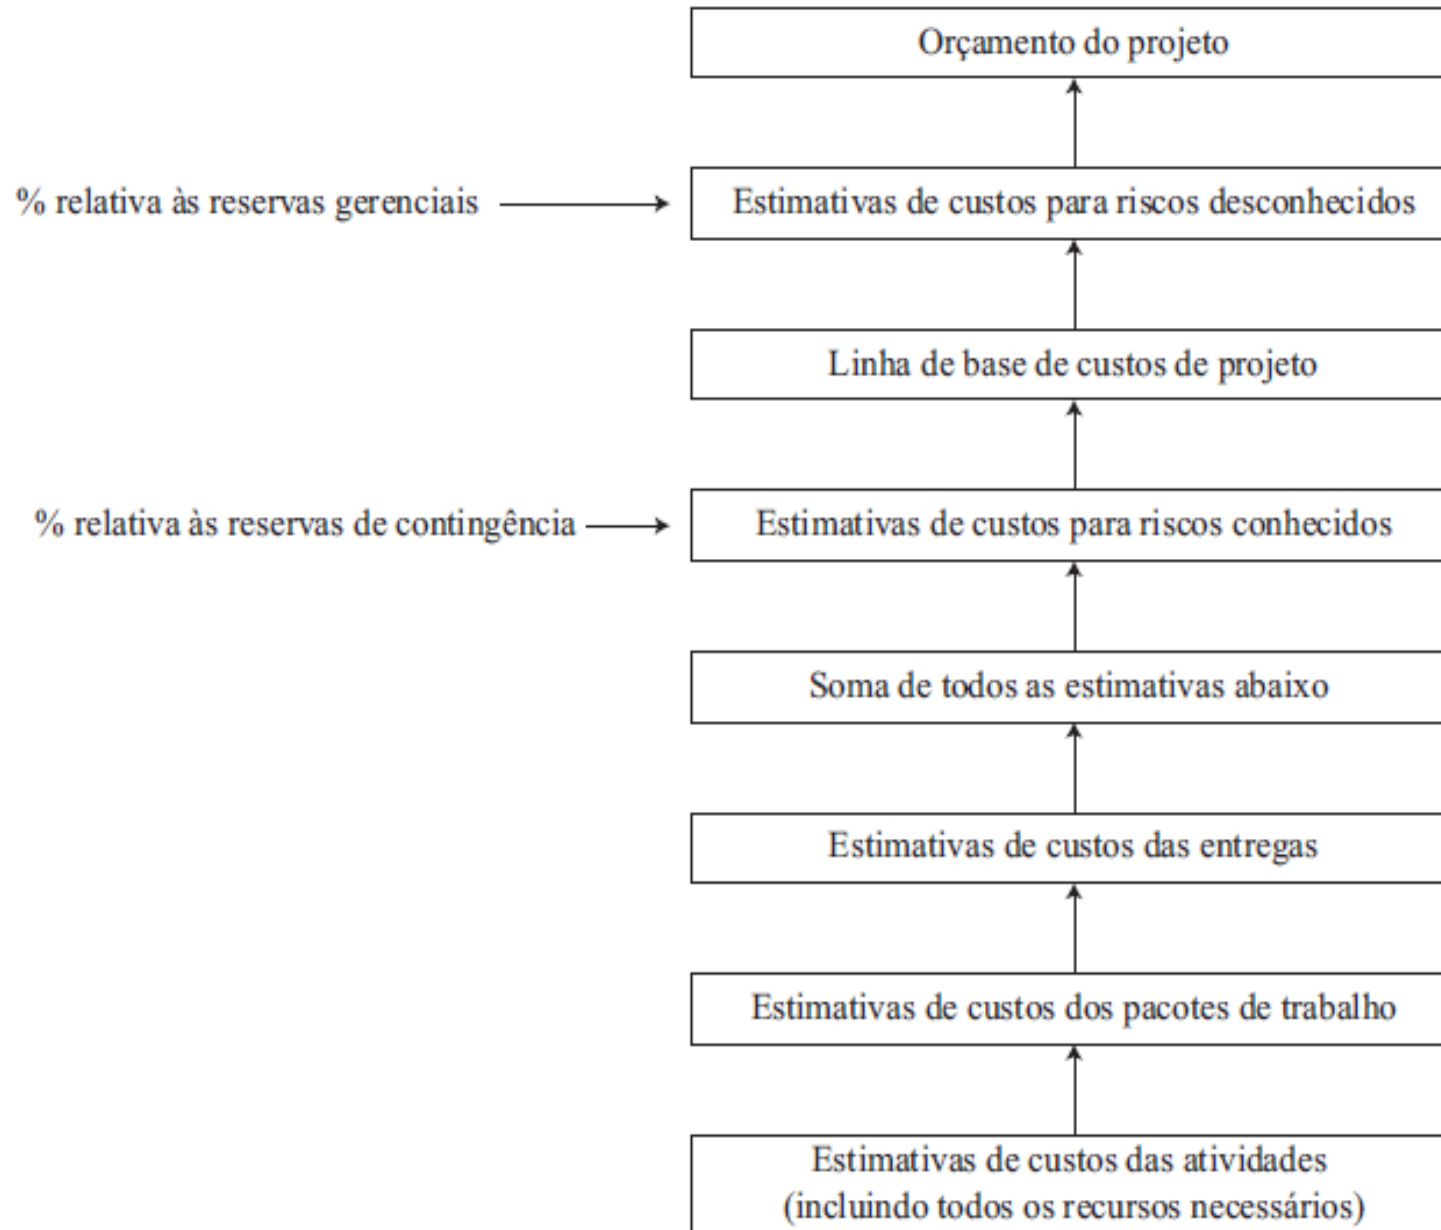 Orçamento do projeto
% relativa às reservas gerenciais
Estimativas de custos para riscos desconhecidos
Linha de base de custos de projeto
% relativa às reservas de contingência
Estimativas de custos para riscos conhecidos
Soma de todos as estimativas abaixo
Estimativas de custos das entregas
Estimativas de custos dos pacotes de trabalho
Estimativas de custos das atividades
(incluindo todos os recursos necessários)